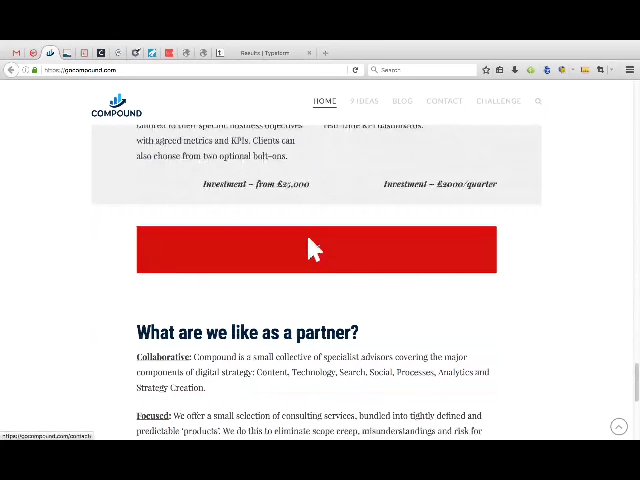 Results | Typeform
https://gocompound.com
Search
COMPOUND
HOME
9 IDEAS
BLOG
CONTACT
CHALLENGE
tailored to their specific business objectives
with agreed metrics and KPIs. Clients can
also choose from two optional bolt-ons.
real-time KPI dashboards.
Investment – from £25,000
Investment – £2000/quarter
What are we like as a partner?
Collaborative: Compound is a small collective of specialist advisors covering the major
components of digital strategy: Content, Technology, Search, Social, Processes, Analytics and
Strategy Creation.
Focused: We offer a small selection of consulting services, bundled into tightly defined and
predictable 'products'. We do this to eliminate scope creep, misunderstandings and risk for
https://gocompound.com/contact/